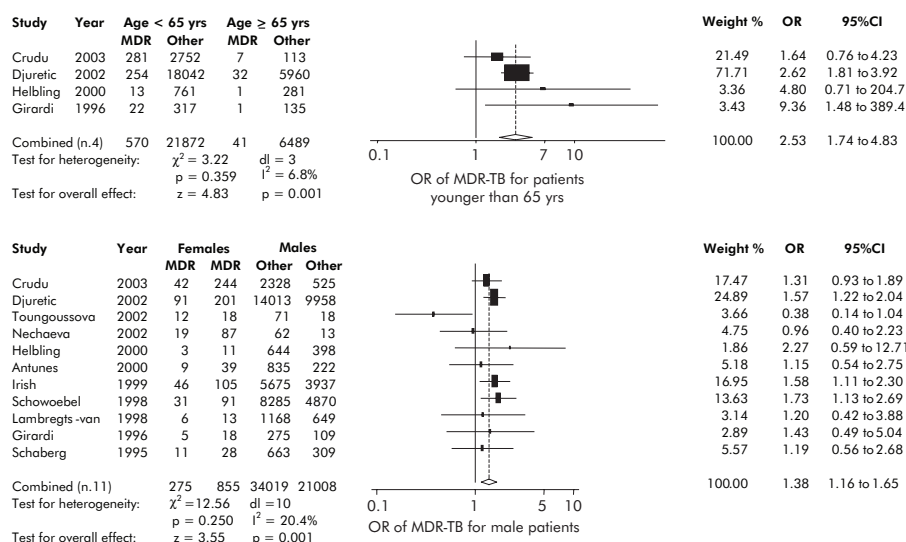 Study Year Age < 65 yrs Age ≥ 65 yrs Weight % OR 95%CI
MDR Other MDR Other
Crudu 2003 281 2752 7 113 21.49 1.64 0.76 to 4.23
Djuretic 2002 254 18042 32 5960 71.71 2.62 1.81 to 3.92
Helbling 2000 13 761 1 281 3.36 4.80 0.71 to 204.7
Girardi 1996 22 317 1 135 3.43 9.36 1.48 to 389.4
Combined (n.4) 570 21872 41 6489 100.00 2.53 1.74 to 4.83
Test for heterogeneity: χ² = 3.22 dl = 3
p = 0.359 I² = 6.8%
Test for overall effect: z = 4.83 p = 0.001
0.1 1 7 10
OR of MDR-TB for patients
younger than 65 yrs
Study Year Females Males Weight % OR 95%CI
MDR MDR Other Other
Crudu 2003 42 244 2328 525 17.47 1.31 0.93 to 1.89
Djuretic 2002 91 201 14013 9958 24.89 1.57 1.22 to 2.04
Toungoussova 2002 12 18 71 18 3.66 0.38 0.14 to 1.04
Nechaeva 2002 19 87 62 13 4.75 0.96 0.40 to 2.23
Helbling 2000 3 11 644 398 1.86 2.27 0.59 to 12.71
Antunes 2000 9 39 835 222 5.18 1.15 0.54 to 2.75
Irish 1999 46 105 5675 3937 16.95 1.58 1.11 to 2.30
Schowoebel 1998 31 91 8285 4870 13.63 1.73 1.13 to 2.69
Lambregts -van 1998 6 13 1168 649 3.14 1.20 0.42 to 3.88
Girardi 1996 5 18 275 109 2.89 1.43 0.49 to 5.04
Schaberg 1995 11 28 663 309 5.57 1.19 0.56 to 2.68
Combined (n.11) 275 855 34019 21008 100.00 1.38 1.16 to 1.65
Test for heterogeneity: χ² =12.56 dl =10
p = 0.250 I² = 20.4%
Test for overall effect: z = 3.55 p = 0.001
0.1 1 5 10
OR of MDR-TB for male patients